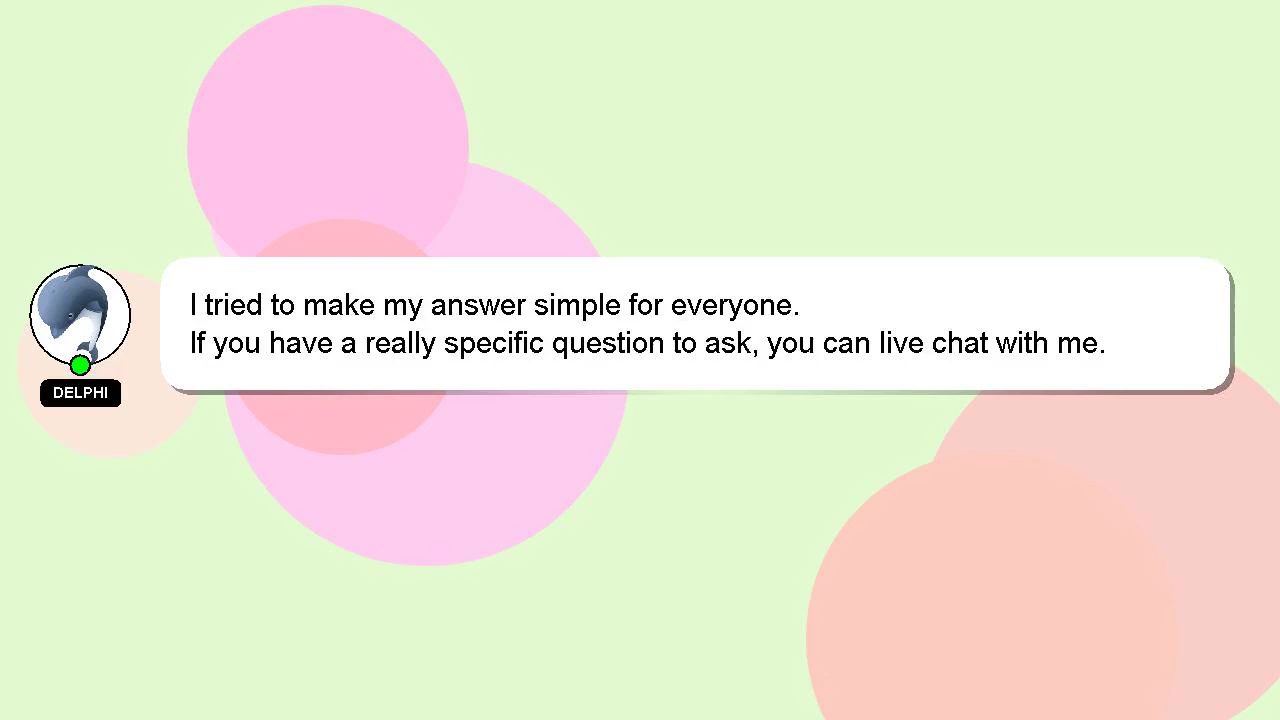 I tried to make my answer simple for everyone.
If you have a really specific question to ask, you can live chat with me.
DELPHI